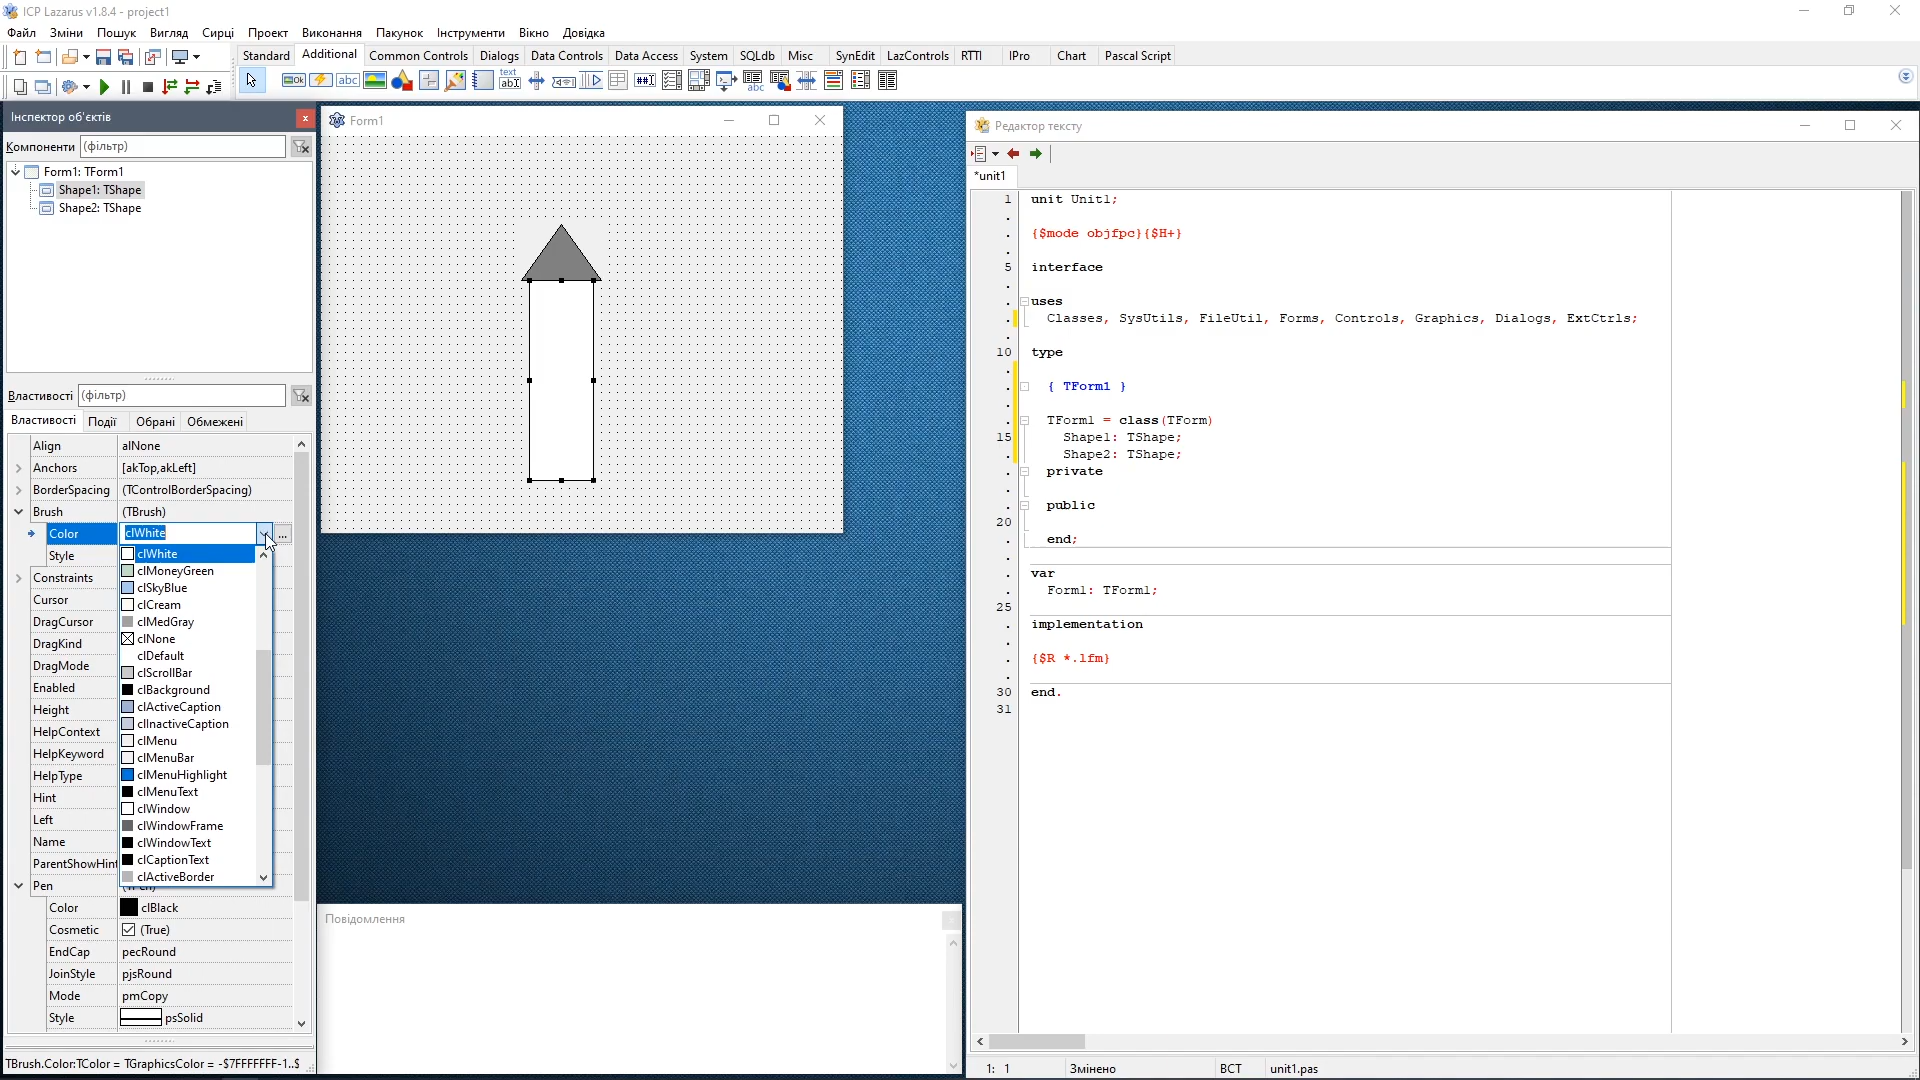 ІСР Lazarus v1.8.4 - project1
Файл Зміни Пошук Вигляд Сирці Проект Виконання Пакунок Інструменти Вікно Довідка
Standard Additional Common Controls Dialogs Data Controls Data Access System SQLdb Misc SynEdit LazControls RTTI IPro Chart Pascal Script
Інспектор об'єктів
Компоненти (фільтр)
Form1: TForm1
Shape1: TShape
Shape2: TShape
Властивості (фільтр)
Властивості Події Обрані Обмежені
Align alNone
Anchors [akTop,akLeft]
BorderSpacing (TControlBorderSpacing)
Brush (TBrush)
Color clWhite
Style
Constraints
Cursor
DragCursor
DragKind
DragMode
Enabled
Height
HelpContext
HelpKeyword
HelpType
Hint
Left
Name
ParentShowHint
Pen
clWhite
clMoneyGreen
clSkyBlue
clCream
clMedGray
clNone
clDefault
clScrollBar
clBackground
clActiveCaption
clInactiveCaption
clMenu
clMenuBar
clMenuHighlight
clMenuText
clWindow
clWindowFrame
clWindowText
clCaptionText
clActiveBorder
Color clBlack
Cosmetic (True)
EndCap pecRound
JoinStyle pjsRound
Mode pmCopy
Style psSolid
TBrush.Color:TColor = TGraphicsColor = -$7FFFFFFF-1..$
Form1
Повідомлення
Редактор тексту
*unit1
1 unit Unit1;
{$mode objfpc}{$H+}
5 interface
uses
Classes, SysUtils, FileUtil, Forms, Controls, Graphics, Dialogs, ExtCtrls;
10 type
{ TForm1 }
TForm1 = class(TForm)
15 Shape1: TShape;
Shape2: TShape;
private
public
20
end;
var
Form1: TForm1;
25
implementation
{$R *.lfm}
30 end.
31
1: 1 Змінено ВСТ unit1.pas